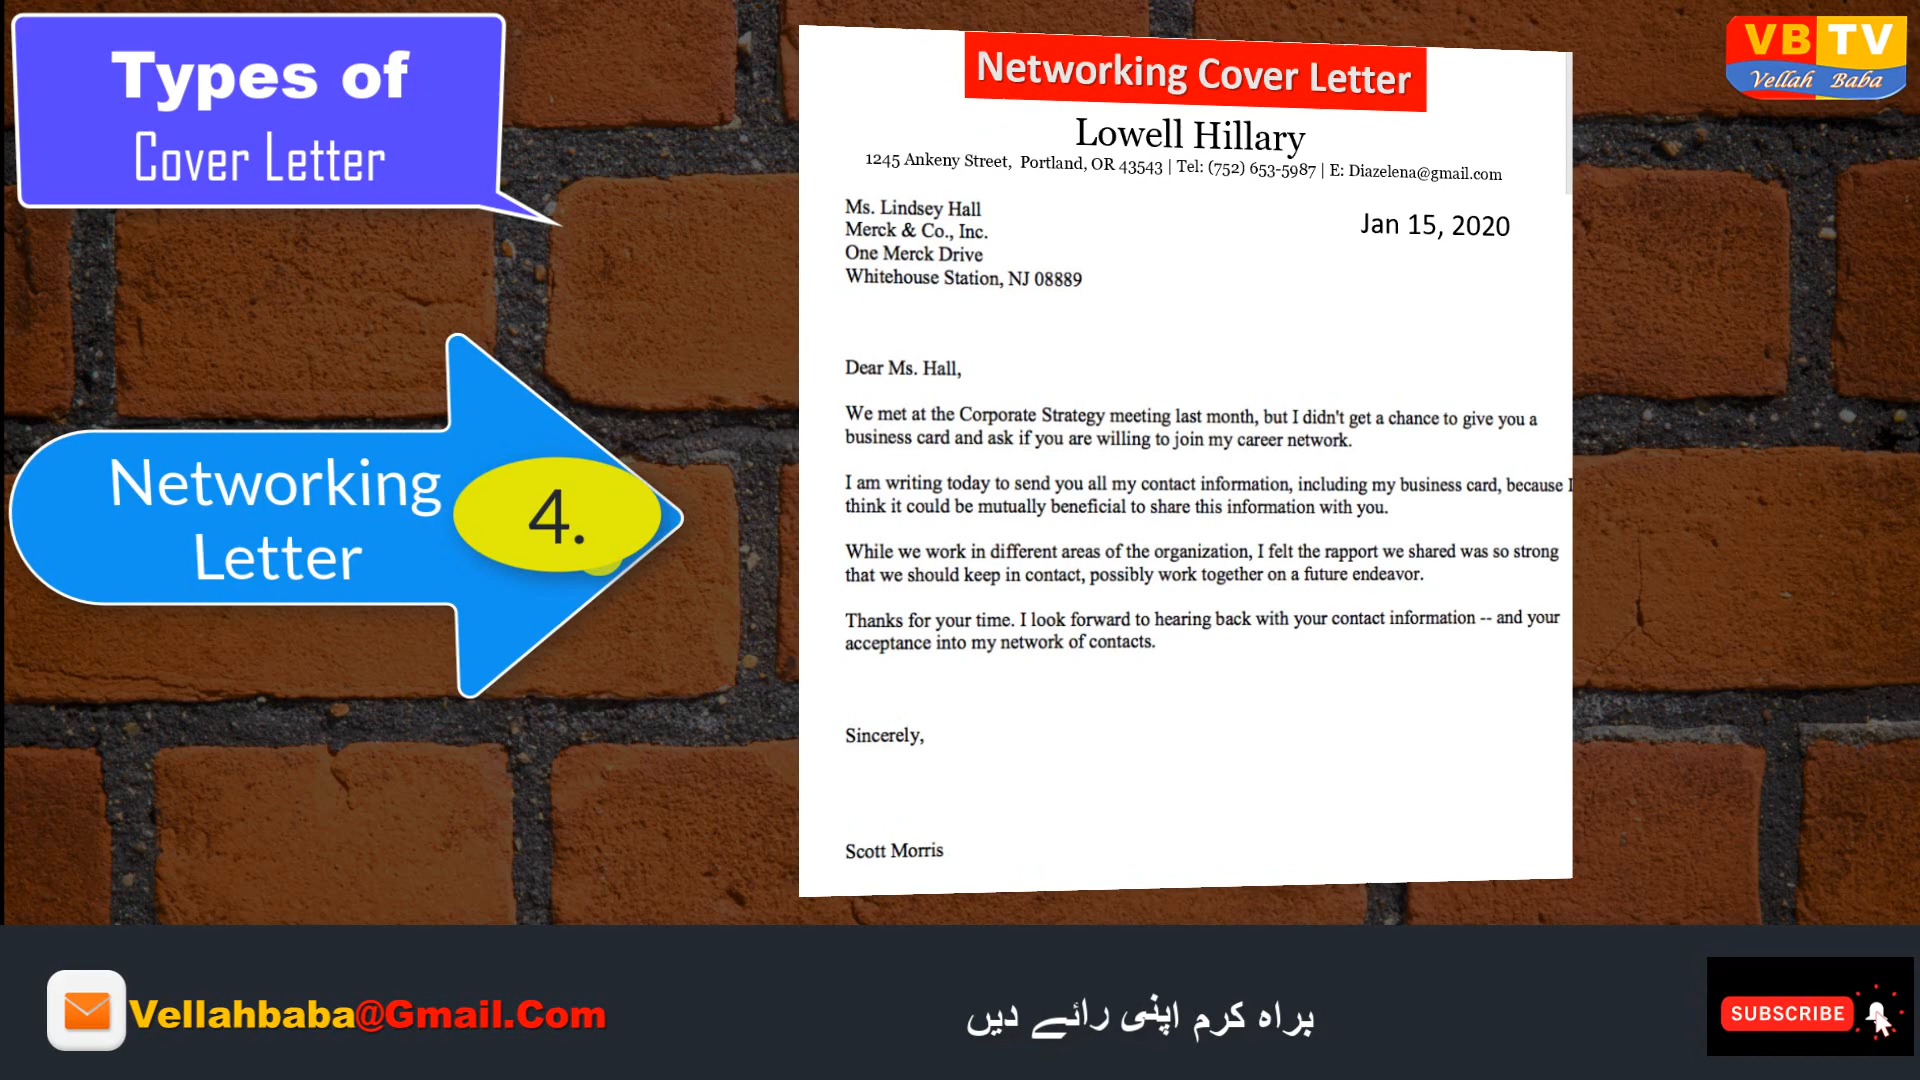 Types of
Cover Letter
Networking
Letter
4.
Networking Cover Letter
Lowell Hillary
1245 Ankeny Street, Portland, OR 43543 | Tel: (752) 653-5987 | E: Diazelena@gmail.com
Ms. Lindsey Hall
Merck & Co., Inc.
One Merck Drive
Whitehouse Station, NJ 08889
Jan 15, 2020
Dear Ms. Hall,
We met at the Corporate Strategy meeting last month, but I didn't get a chance to give you a
business card and ask if you are willing to join my career network.
I am writing today to send you all my contact information, including my business card, because I
think it could be mutually beneficial to share this information with you.
While we work in different areas of the organization, I felt the rapport we shared was so strong
that we should keep in contact, possibly work together on a future endeavor.
Thanks for your time. I look forward to hearing back with your contact information -- and your
acceptance into my network of contacts.
Sincerely,
Scott Morris
VB TV
Vellah Baba
Vellahbaba@Gmail.Com
براہ کرم اپنی رائے دیں
SUBSCRIBE